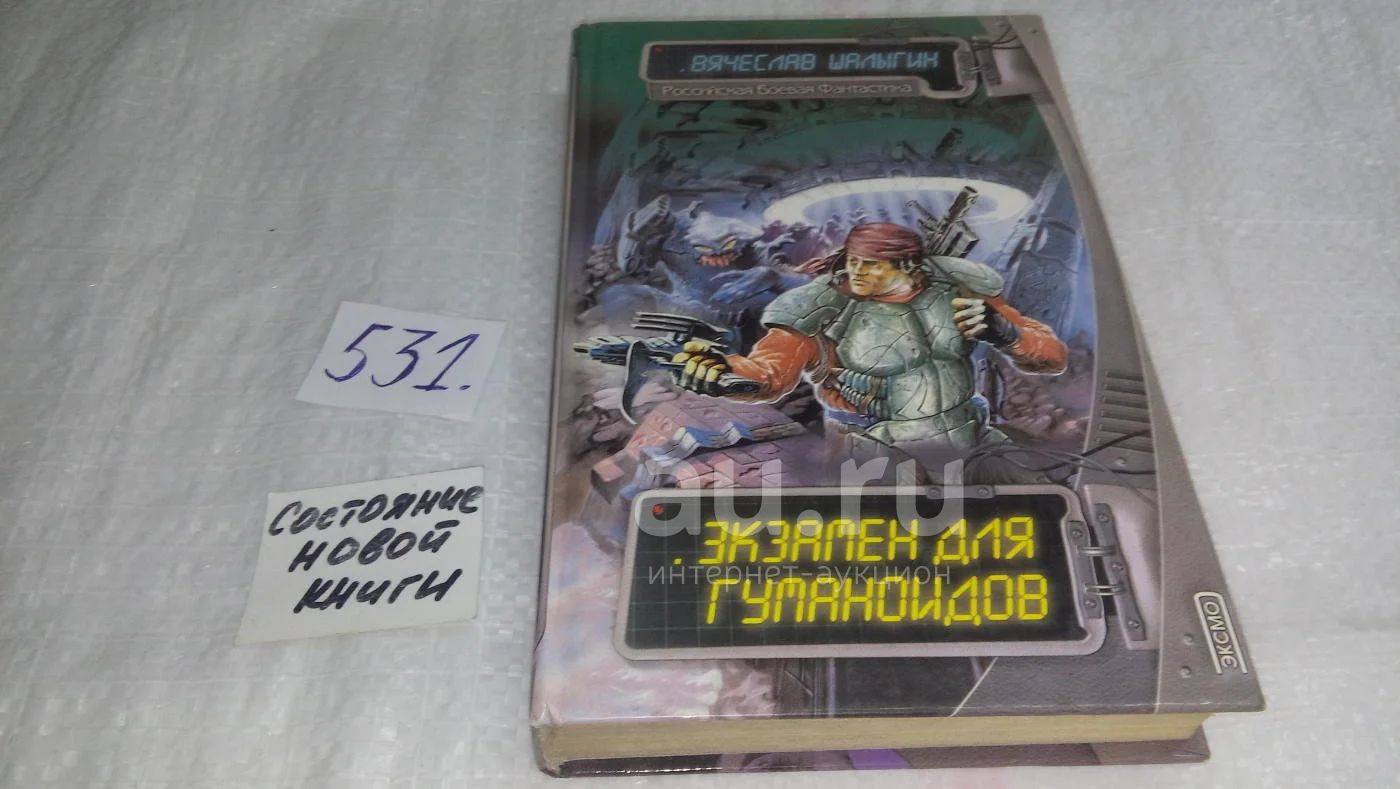 .ВЯЧЕСЛАВ ШАЛЫГИН
Российская Боевая Фантастика
531.
Состояние
новой
книги
au.ru
интернет-аукцион
.ЭКЗАМЕН ДЛЯ
ГУМАНОИДОВ
ЭКСМО